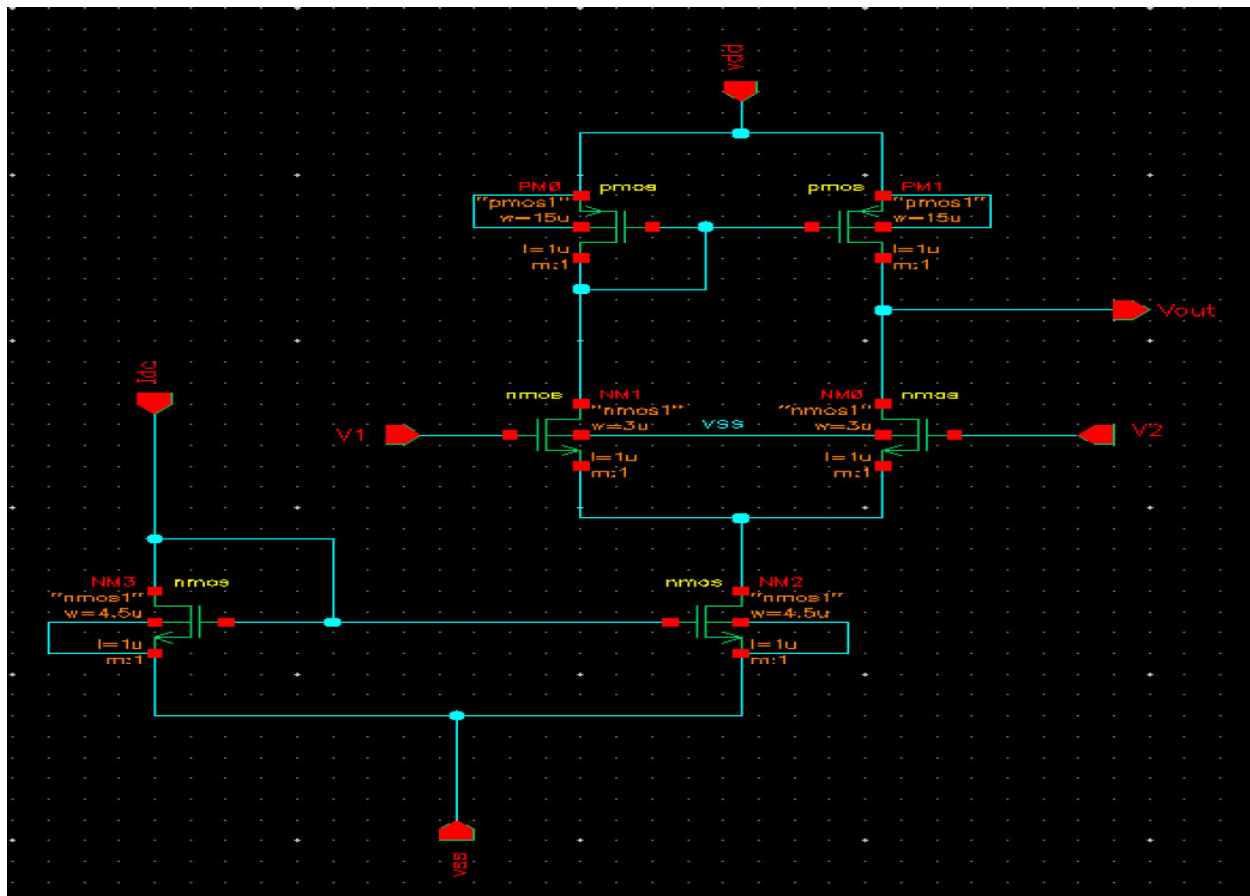 vdd
PM0 pmos
"pmos1"
w=15u
l=1u
m:1
pmos PM1
"pmos1"
w=15u
l=1u
m:1
Vout
Idc
nmos NM1
"nmos1"
w=3u
l=1u
m:1
V1
vss
NM0 nmos
"nmos1"
w=3u
l=1u
m:1
V2
NM3 nmos
"nmos1"
w=4.5u
l=1u
m:1
nmos NM2
"nmos1"
w=4.5u
l=1u
m:1
vss